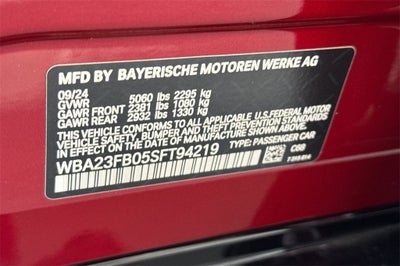 MFD BY BAYERISCHE MOTOREN WERKE AG
09/24
GVWR 5060 lbs 2295 kg
GAWR FRONT 2381 lbs 1080 kg
GAWR REAR 2932 lbs 1330 kg
THIS VEHICLE CONFORMS TO ALL APPLICABLE U.S. FEDERAL MOTOR
VEHICLE SAFETY, BUMPER AND THEFT PREVENTION STANDARDS
IN EFFECT ON THE DATE OF MANUFACTURE SHOWN ABOVE.
WBA23FB05SFT94219 TYPE: PASSENGER CAR
C6B